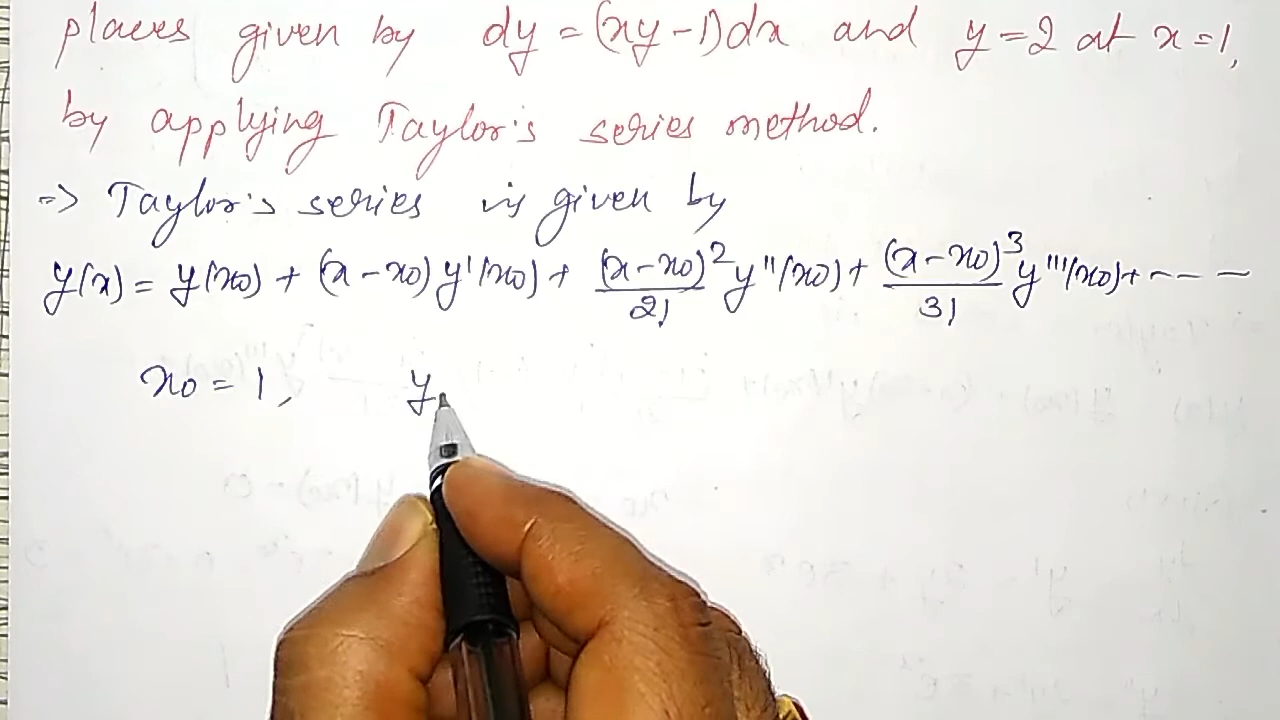 places given by dy = (xy - 1)dx and y = 2 at x = 1,
by applying Taylor's series method.
=> Taylor's series is given by
y(x) = y(x0) + (x - x0) y'(x0) + (x - x0)^2/2! y''(x0) + (x - x0)^3/3! y'''(x0) + - - -
x0 = 1, y